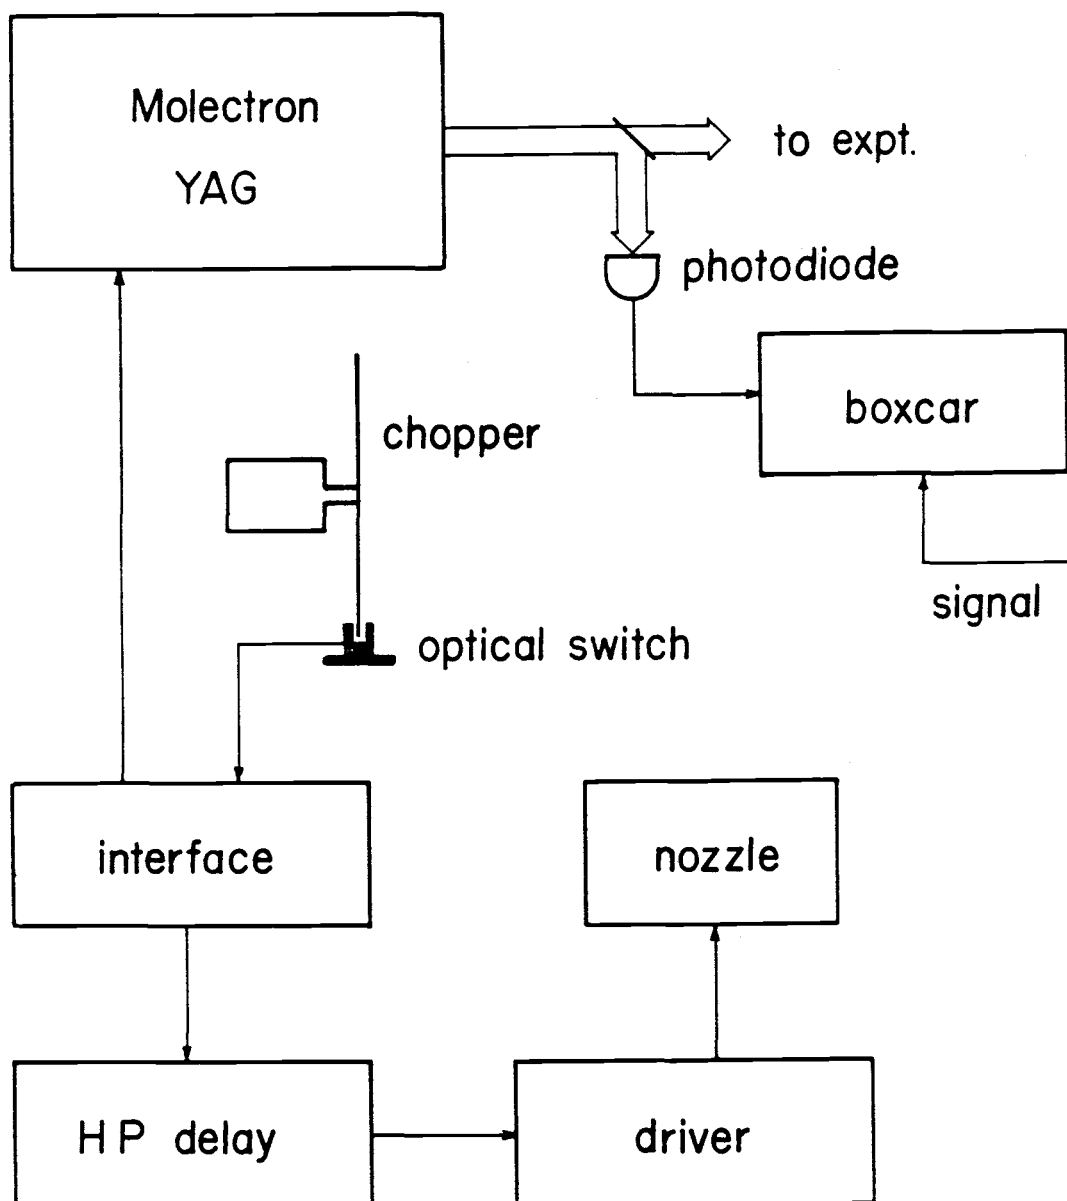 Molectron
YAG
to expt.
photodiode
boxcar
chopper
signal
optical switch
interface
nozzle
HP delay
driver